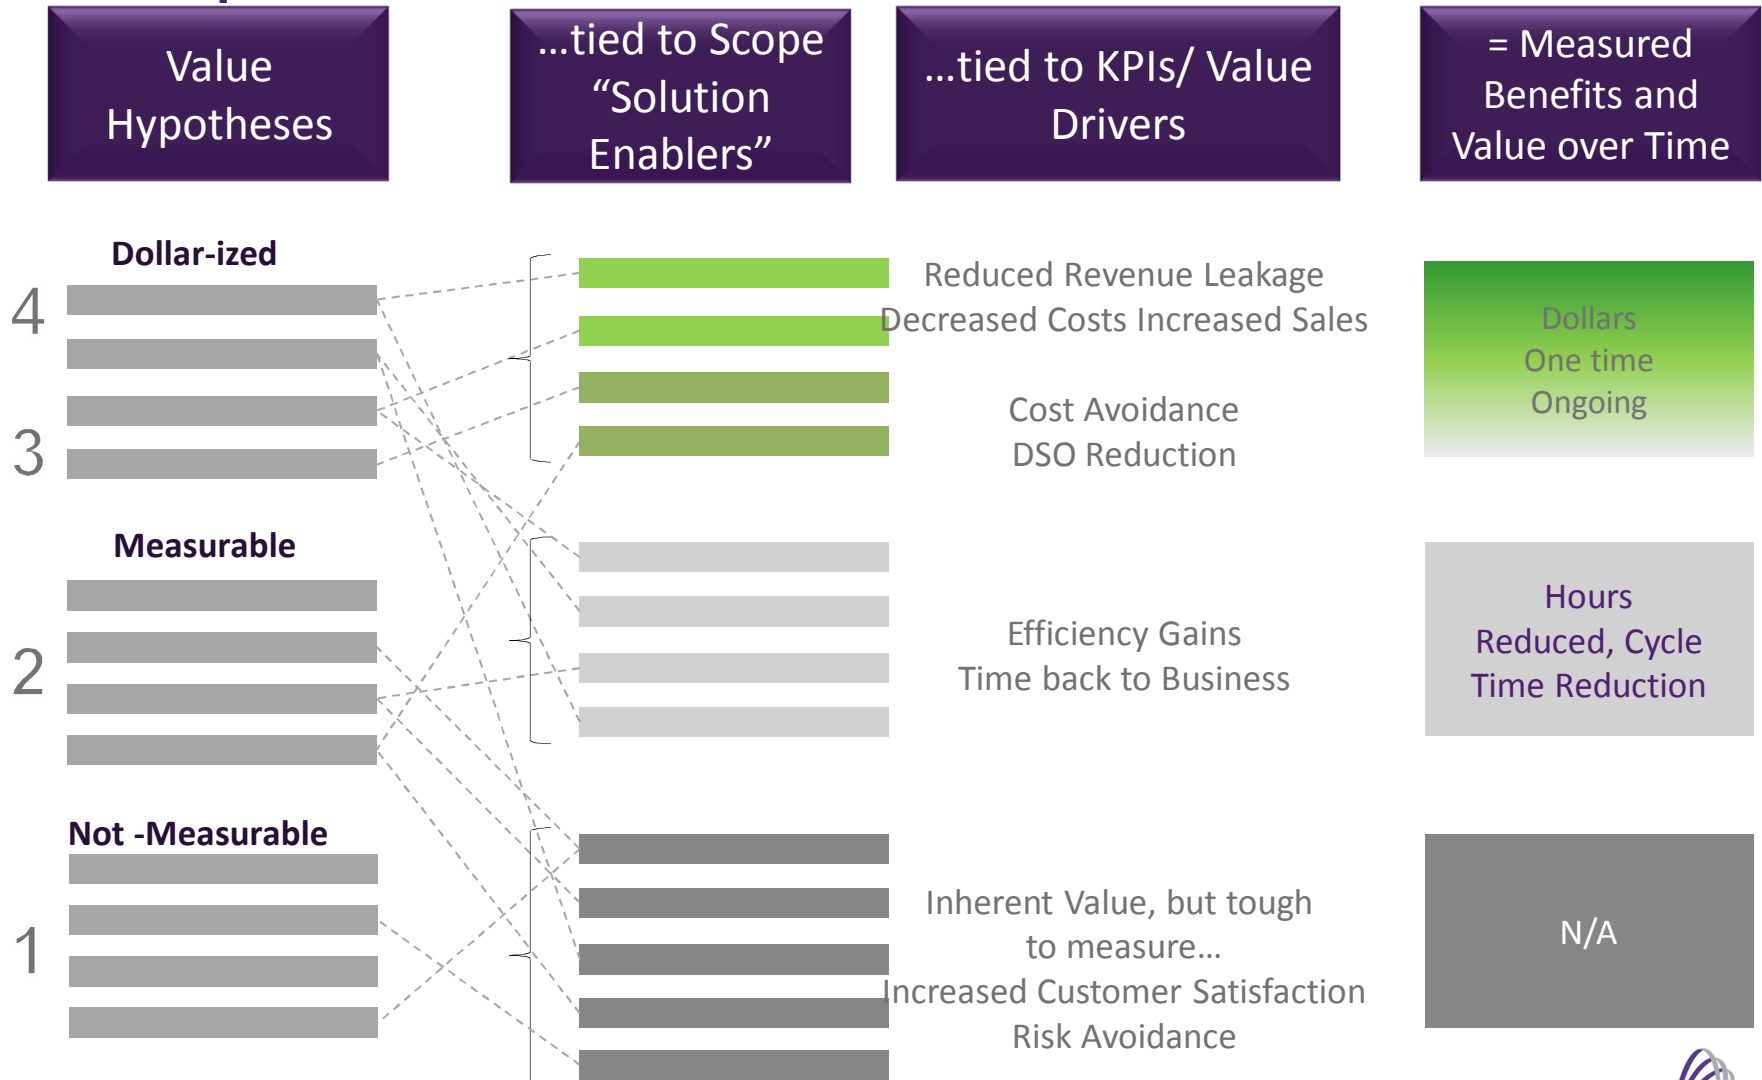 Value
Hypotheses
…tied to Scope
“Solution
Enablers”
…tied to KPIs/ Value
Drivers
= Measured
Benefits and
Value over Time
Dollar-ized
4
3
Reduced Revenue Leakage
Decreased Costs Increased Sales
Cost Avoidance
DSO Reduction
Dollars
One time
Ongoing
Measurable
2
Efficiency Gains
Time back to Business
Hours
Reduced, Cycle
Time Reduction
Not -Measurable
1
Inherent Value, but tough
to measure…
Increased Customer Satisfaction
Risk Avoidance
N/A